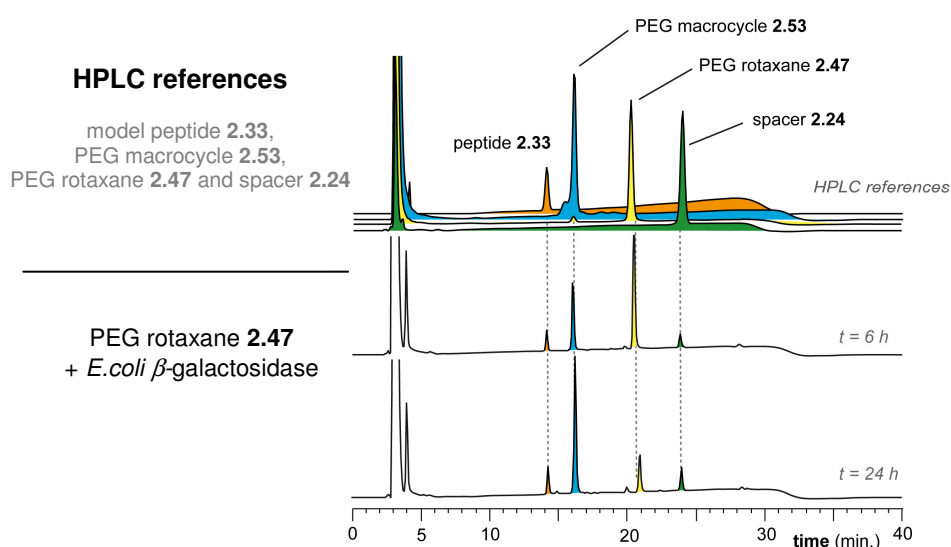 HPLC references
model peptide 2.33,
PEG macrocycle 2.53,
PEG rotaxane 2.47 and spacer 2.24
PEG rotaxane 2.47
+ E.coli β-galactosidase
PEG macrocycle 2.53
PEG rotaxane 2.47
spacer 2.24
peptide 2.33
HPLC references
t = 6 h
t = 24 h
0 5 10 20 30 40
time (min.)